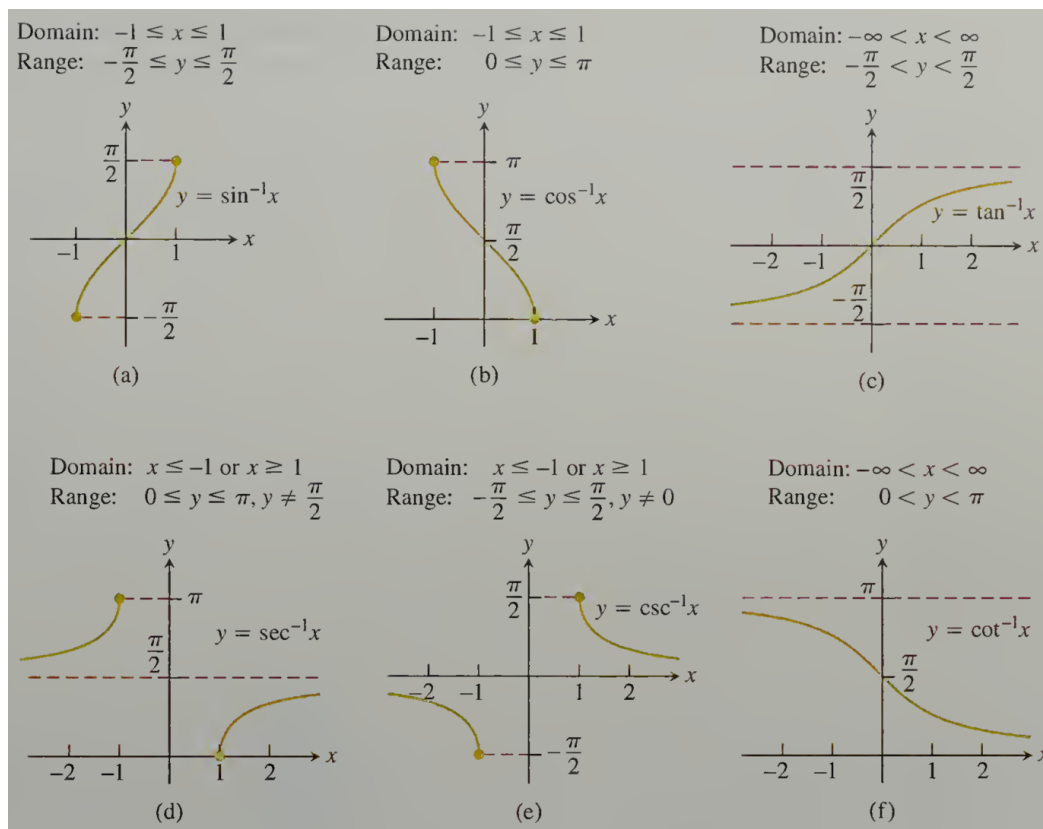 Domain: −1 ≤ x ≤ 1
Range: −π/2 ≤ y ≤ π/2
y
π/2
y = sin⁻¹x
−1
1
x
−π/2
(a)
Domain: −1 ≤ x ≤ 1
Range: 0 ≤ y ≤ π
y
π
y = cos⁻¹x
π/2
−1
1
x
(b)
Domain: −∞ < x < ∞
Range: −π/2 < y < π/2
y
π/2
y = tan⁻¹x
−2 −1 1 2
x
−π/2
(c)
Domain: x ≤ −1 or x ≥ 1
Range: 0 ≤ y ≤ π, y ≠ π/2
y
π
y = sec⁻¹x
π/2
−2 −1 1 2
x
(d)
Domain: x ≤ −1 or x ≥ 1
Range: −π/2 ≤ y ≤ π/2, y ≠ 0
y
π/2
y = csc⁻¹x
−2 −1 1 2
x
−π/2
(e)
Domain: −∞ < x < ∞
Range: 0 < y < π
y
π
y = cot⁻¹x
π/2
−2 −1 1 2
x
(f)